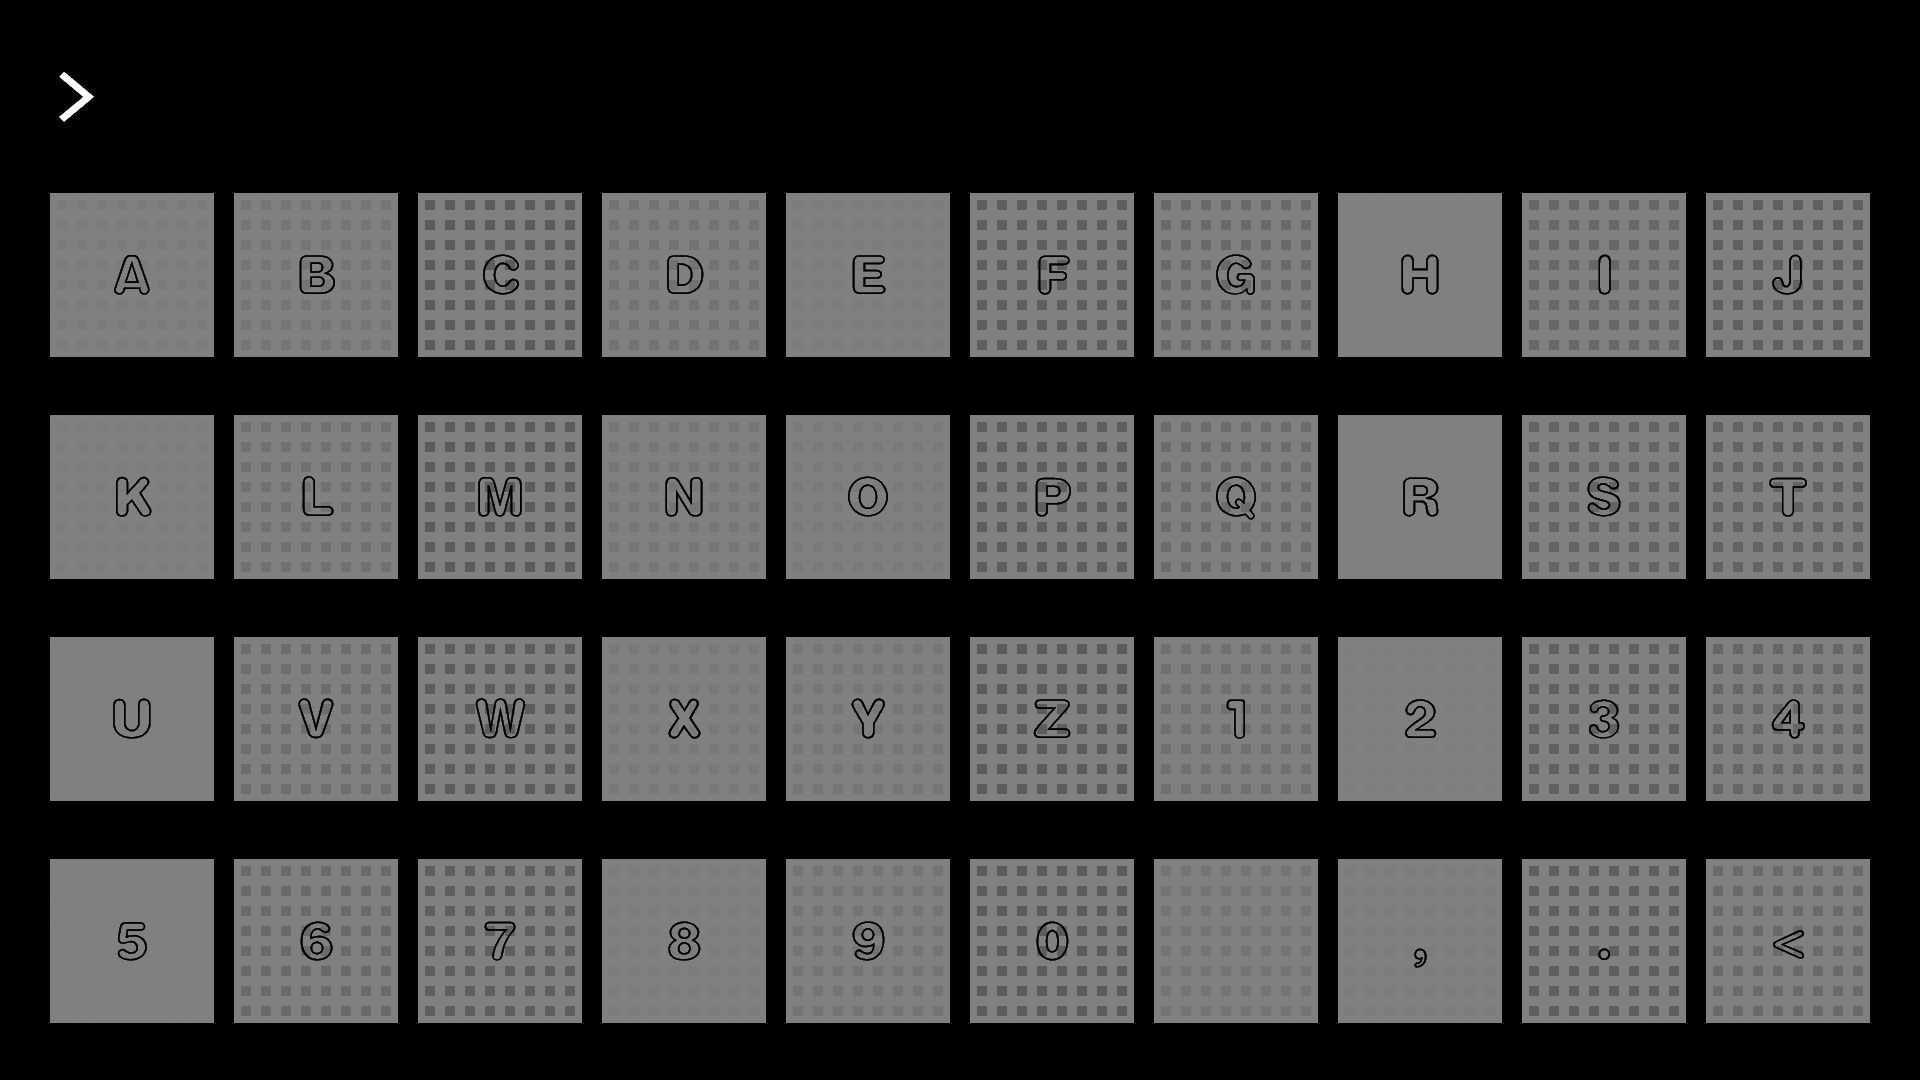 >
A B C D E F G H I J
K L M N O P Q R S T
U V W X Y Z 1 2 3 4
5 6 7 8 9 0 , . <